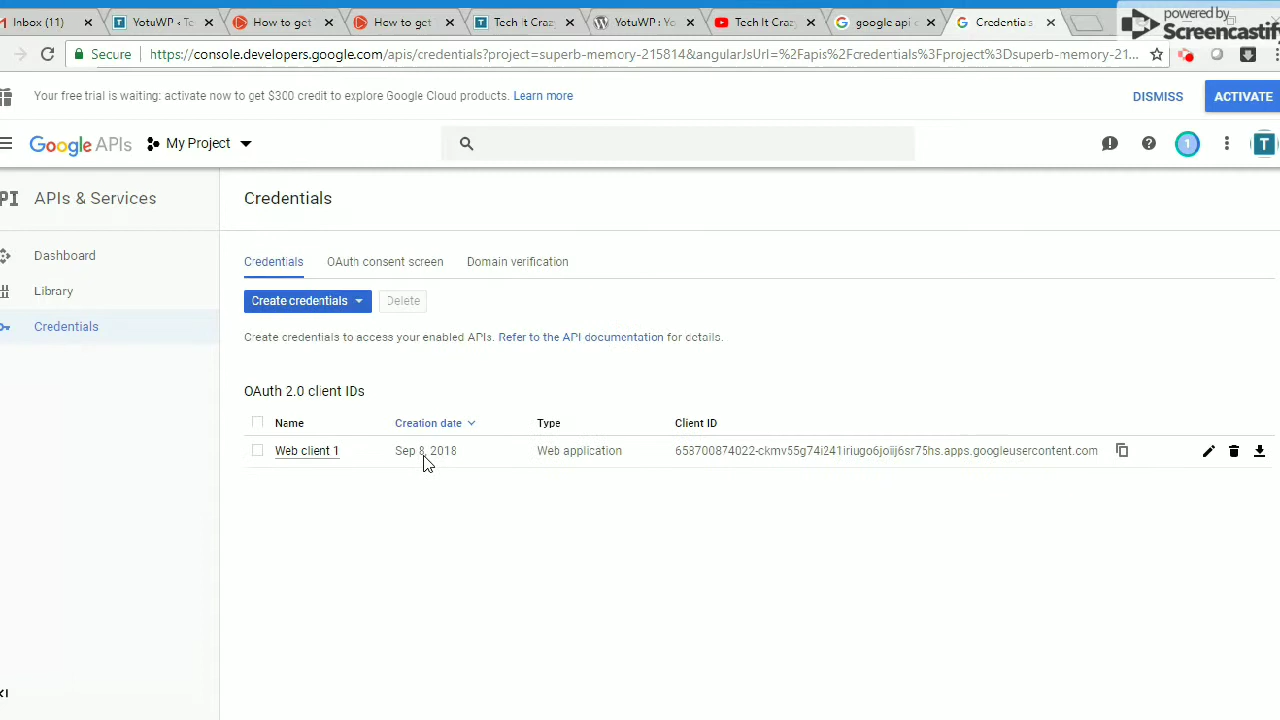 Inbox (11)
YotuWP ‹ T
How to get
How to get
Tech It Craz
YotuWP : Yo
Tech It Craz
google api c
Credentials
powered by
Screencastify
Secure
https://console.developers.google.com/apis/credentials?project=superb-memory-215814&angularJsUrl=%2Fapis%2Fcredentials%3Fproject%3Dsuperb-memory-21...
Your free trial is waiting: activate now to get $300 credit to explore Google Cloud products. Learn more
DISMISS
ACTIVATE
Google APIs
My Project
1
T
API APIs & Services
Credentials
Dashboard
Library
Credentials
Credentials
OAuth consent screen
Domain verification
Create credentials
Delete
Create credentials to access your enabled APIs. Refer to the API documentation for details.
OAuth 2.0 client IDs
Name
Creation date
Type
Client ID
Web client 1
Sep 8, 2018
Web application
653700874022-ckmv55g74i241iriugo6joiij6sr75hs.apps.googleusercontent.com